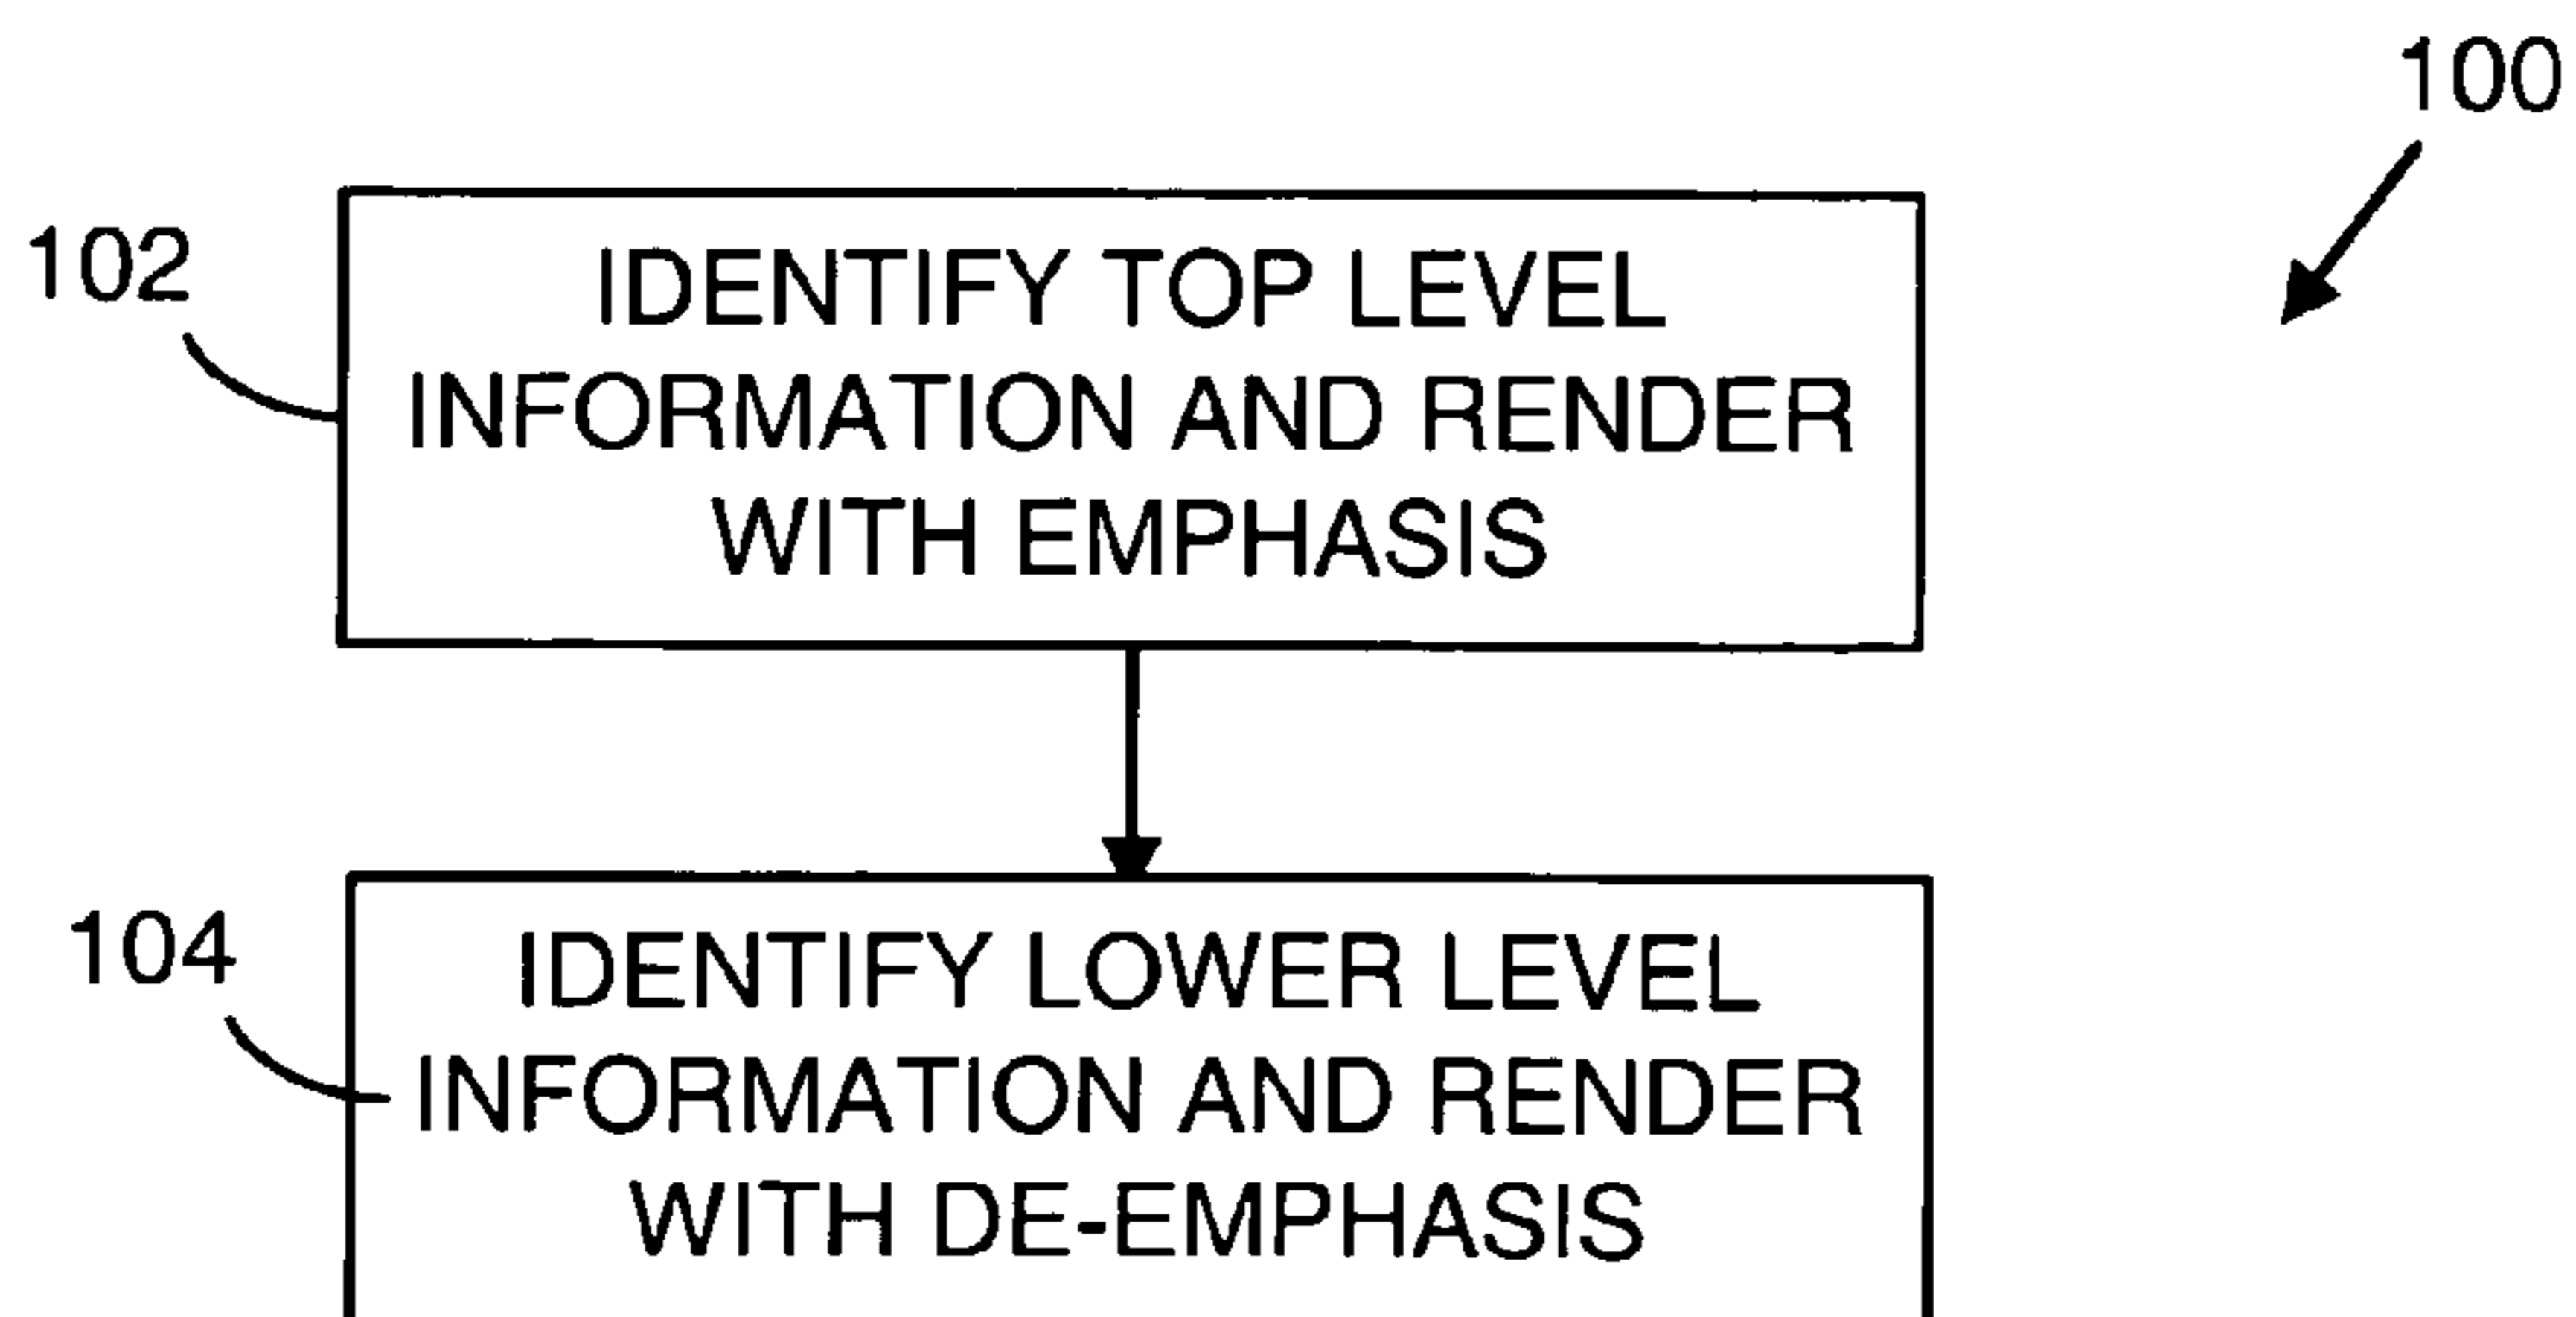 100
102
IDENTIFY TOP LEVEL
INFORMATION AND RENDER
WITH EMPHASIS
104
IDENTIFY LOWER LEVEL
INFORMATION AND RENDER
WITH DE-EMPHASIS